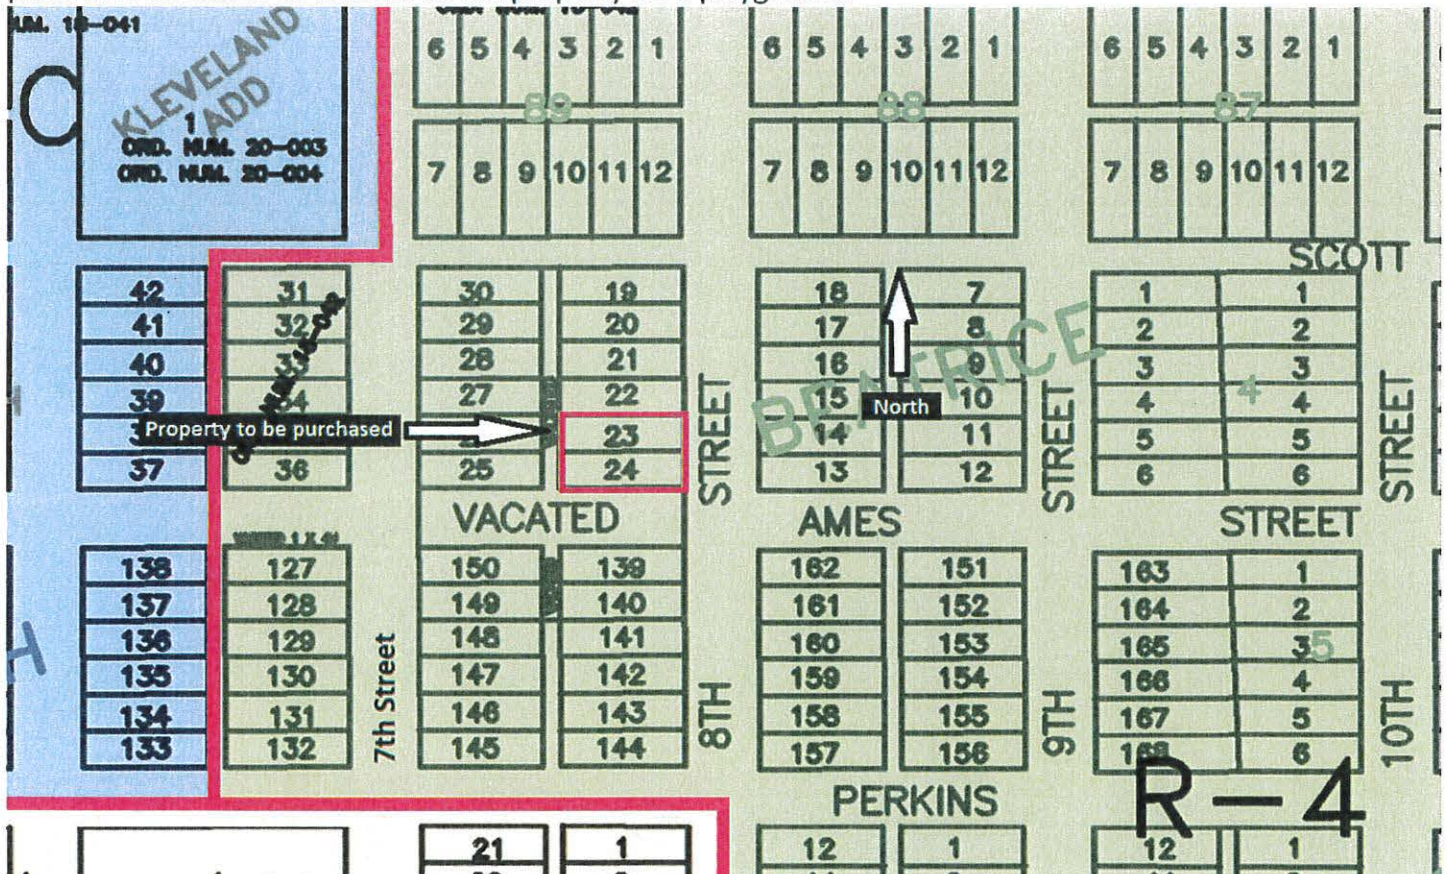 18-041
KLEVELAND
ADD
1
ORD. NUM. 20-003
ORD. NUM. 20-004
6 5 4 3 2 1
89
7 8 9 10 11 12
6 5 4 3 2 1
88
7 8 9 10 11 12
6 5 4 3 2 1
87
7 8 9 10 11 12
SCOTT
42 31 30 19 18 7 1 1
41 32 29 20 17 8 2 2
40 33 28 21 16 9 3 3
39 34 27 22 15 10 4 4
23 14 11 5 5
37 36 25 24 13 12 6 6
4
BEATRICE
Property to be purchased
North
STREET
STREET
STREET
VACATED AMES STREET
138 127 150 139 162 151 163 1
137 128 149 140 161 152 164 2
136 129 148 141 160 153 165 3
135 130 147 142 159 154 166 4
134 131 146 143 158 155 167 5
133 132 145 144 157 156 168 6
5
H
7th Street
8TH
9TH
10TH
PERKINS
R-4
21 1 12 1 12 1